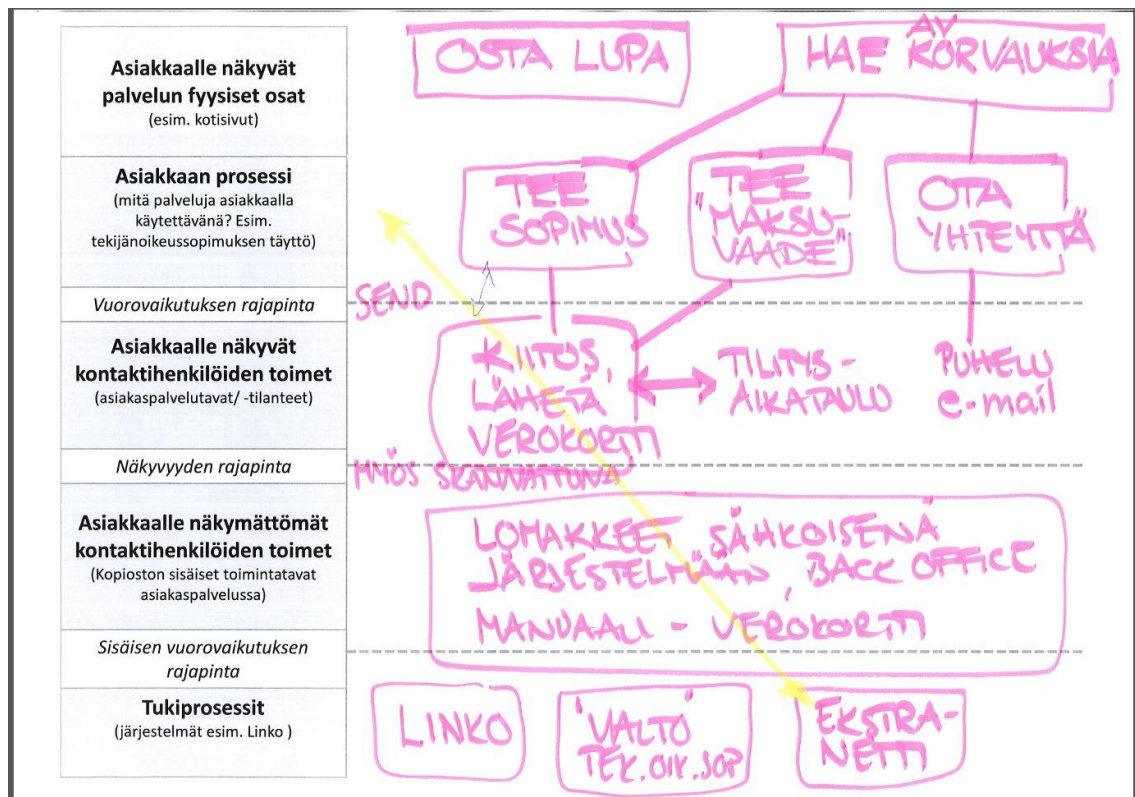 Asiakkaalle näkyvät
palvelun fyysiset osat
(esim. kotisivut)
OSTA LUPA
AV
HAE KORVAUKSIA
Asiakkaan prosessi
(mitä palveluja asiakkaalla
käytettävänä? Esim.
tekijänoikeussopimuksen täyttö)
TEE
SOPIMUS
TEE
"MAKSU-
VAADE"
OTA
YHTEYTTÄ
Vuorovaikutuksen rajapinta
SEND
Asiakkaalle näkyvät
kontaktihenkilöiden toimet
(asiakaspalvelutavat/ -tilanteet)
KIITOS,
LÄHETÄ
VEROKORTTI
TILITYS-
AIKATAULU
PUHELU
e-mail
Näkyvyyden rajapinta
MYÖS SKANNATTUNA
Asiakkaalle näkymättömät
kontaktihenkilöiden toimet
(Kopioston sisäiset toimintatavat
asiakaspalvelussa)
LOMAKKEET SÄHKÖISENÄ
JÄRJESTELMÄÄN, BACK OFFICE
MANUAALI - VEROKORTTI
Sisäisen vuorovaikutuksen
rajapinta
Tukiprosessit
(järjestelmät esim. Linko )
LINKO
"VALTO
TEK.OIK.SOP
EKSTRA-
NETTI